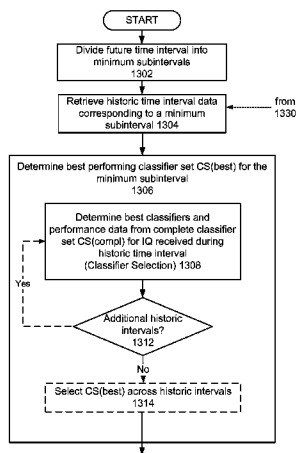 START
Divide future time interval into
minimum subintervals
1302
Retrieve historic time interval data
corresponding to a minimum
subinterval 1304
from
1330
Determine best performing classifier set CS(best) for the
minimum subinterval
1306
Determine best classifiers and
performance data from complete classifier
set CS(compl) for IQ received during
historic time interval
(Classifier Selection) 1308
Yes
Additional historic
intervals?
1312
No
Select CS(best) across historic intervals
1314